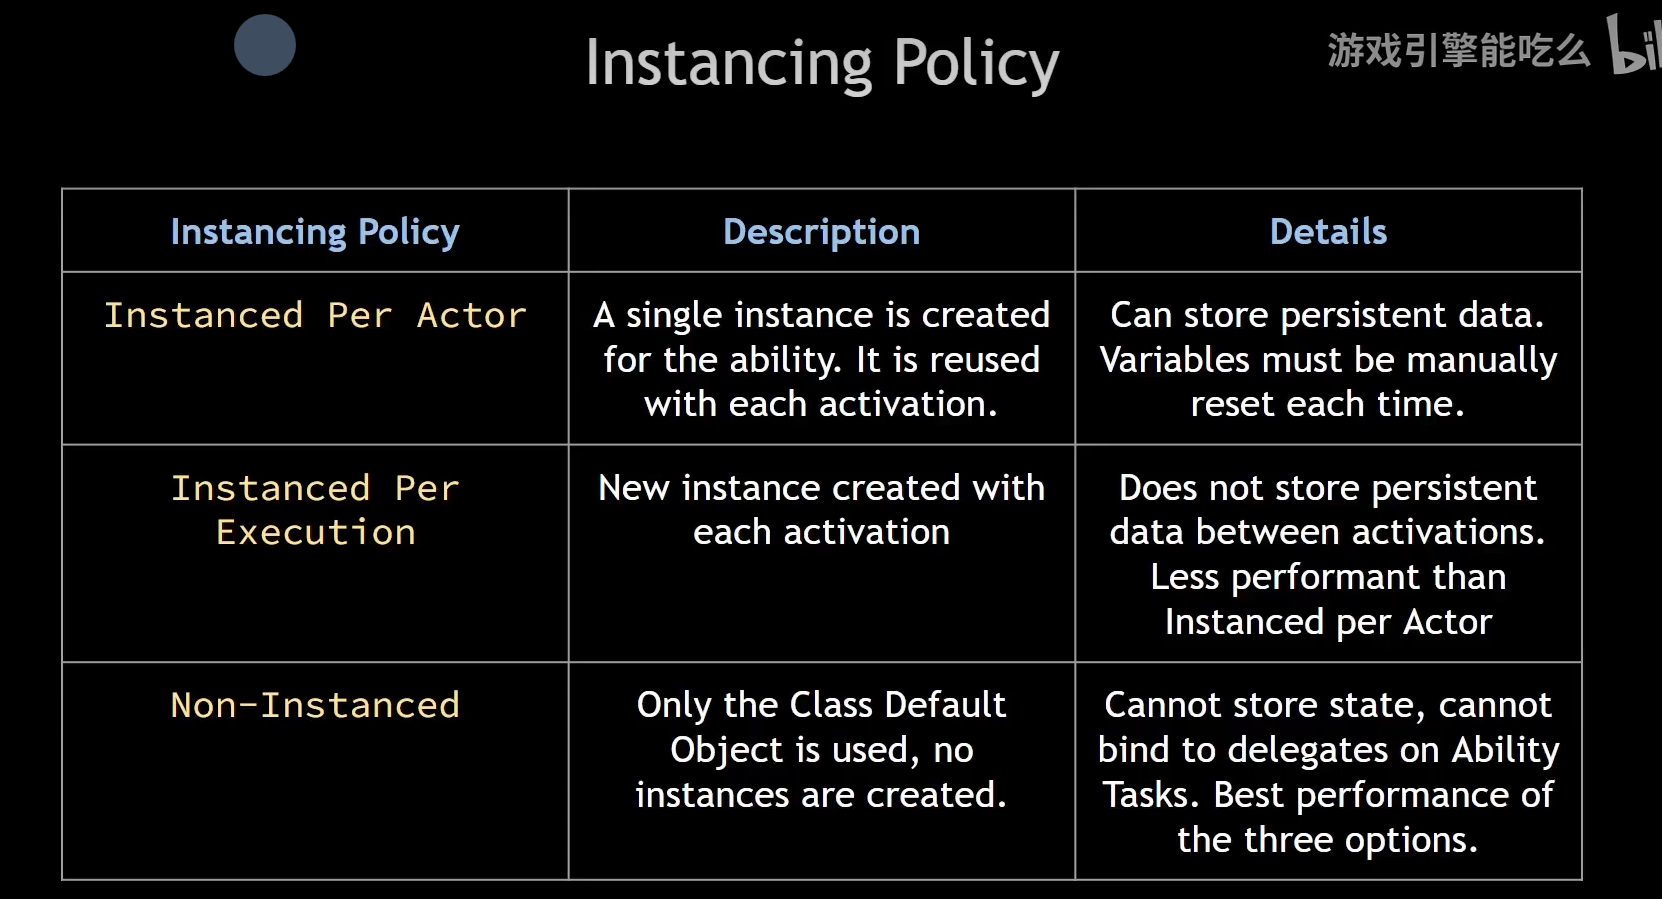 Instancing Policy
游戏引擎能吃么
Instancing Policy
Description
Details
Instanced Per Actor
A single instance is created
for the ability. It is reused
with each activation.
Can store persistent data.
Variables must be manually
reset each time.
Instanced Per
Execution
New instance created with
each activation
Does not store persistent
data between activations.
Less performant than
Instanced per Actor
Non-Instanced
Only the Class Default
Object is used, no
instances are created.
Cannot store state, cannot
bind to delegates on Ability
Tasks. Best performance of
the three options.